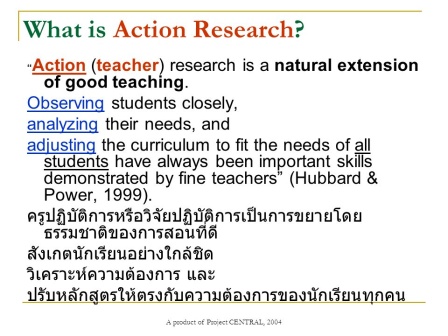 What is Action Research?
“Action (teacher) research is a natural extension
of good teaching.
Observing students closely,
analyzing their needs, and
adjusting the curriculum to fit the needs of all
students have always been important skills
demonstrated by fine teachers” (Hubbard &
Power, 1999).
ครูปฏิบัติการหรือวิจัยปฏิบัติการเป็นการขยายโดย
ธรรมชาติของการสอนที่ดี
สังเกตนักเรียนอย่างใกล้ชิด
วิเคราะห์ความต้องการ และ
ปรับหลักสูตรให้ตรงกับความต้องการของนักเรียนทุกคน
A product of Project CENTRAL, 2004